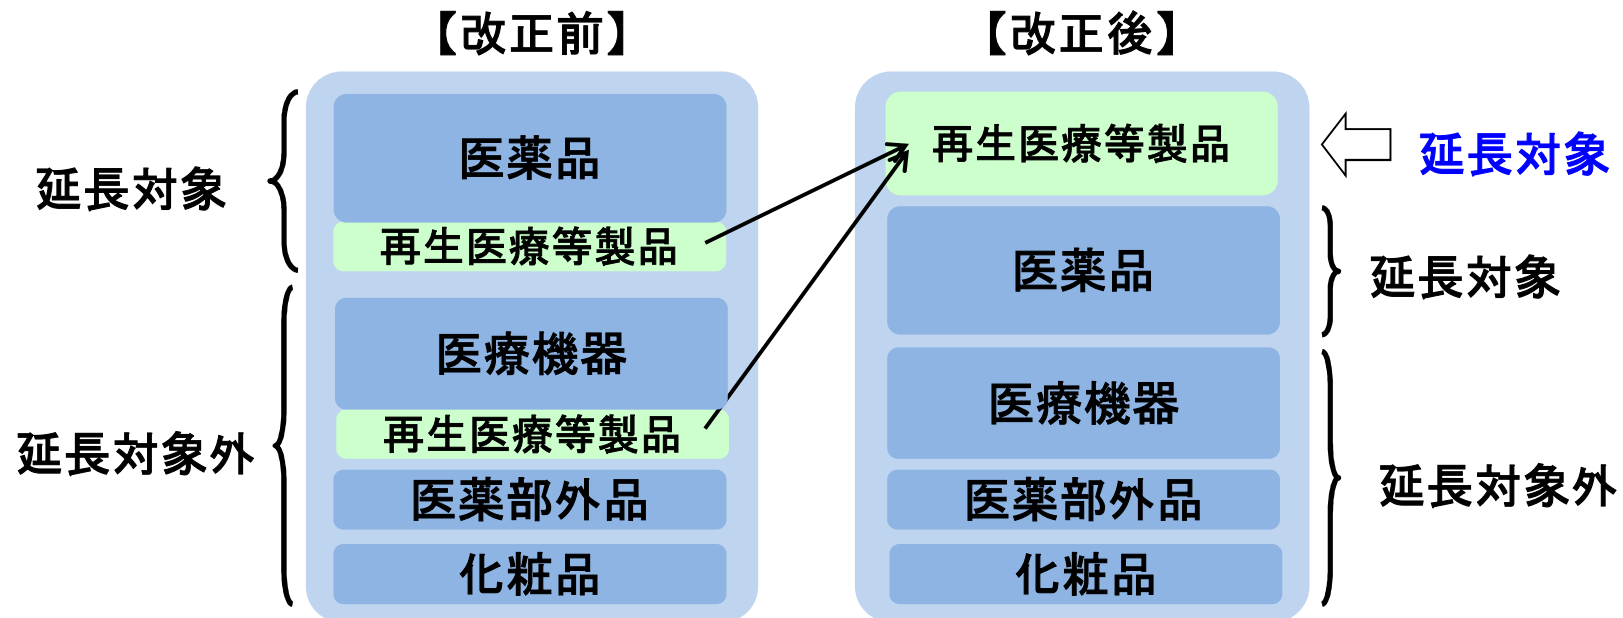 【改正前】
延長対象
医薬品
再生医療等製品
延長対象外
医療機器
再生医療等製品
医薬部外品
化粧品
【改正後】
再生医療等製品
延長対象
医薬品
延長対象
医療機器
医薬部外品
化粧品
延長対象外